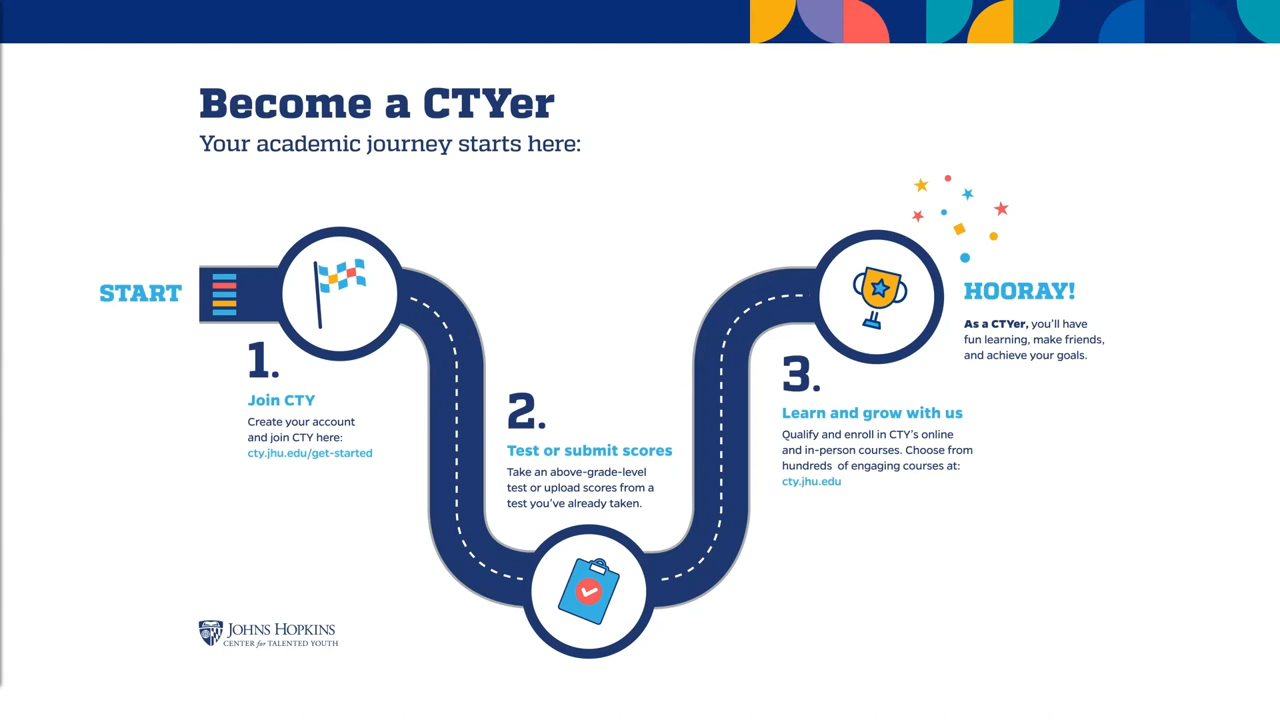 Become a CTYer
Your academic journey starts here:
START
1.
Join CTY
Create your account
and join CTY here:
cty.jhu.edu/get-started
2.
Test or submit scores
Take an above-grade-level
test or upload scores from a
test you've already taken.
3.
Learn and grow with us
Qualify and enroll in CTY's online
and in-person courses. Choose from
hundreds of engaging courses at:
cty.jhu.edu
HOORAY!
As a CTYer, you'll have
fun learning, make friends,
and achieve your goals.
JOHNS HOPKINS
CENTER for TALENTED YOUTH